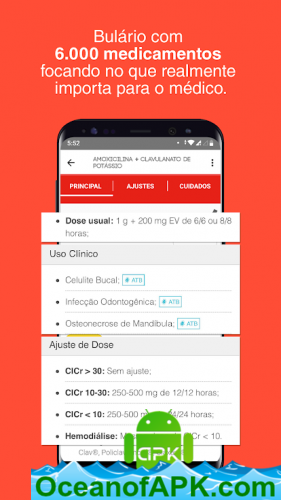 Bulário com
6.000 medicamentos
focando no que realmente
importa para o médico.
5:52
AMOXICILINA + CLAVULANATO DE
POTÁSSIO
PRINCIPAL AJUSTES CUIDADOS
Dose usual: 1 g + 200 mg EV de 6/6 ou 8/8
horas;
Uso Clínico
Celulite Bucal; ATB
Infecção Odontogênica; ATB
Osteonecrose de Mandíbula; ATB
Ajuste de Dose
ClCr > 30: Sem ajuste;
ClCr 10-30: 250-500 mg de 12/12 horas;
ClCr < 10: 250-500 4/24 horas;
Hemodiálise: ClCr < 10.
Clav®, Policlav
APK
OceanofAPK.com